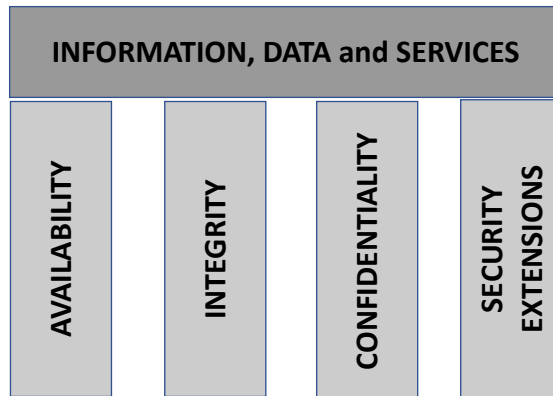 INFORMATION, DATA and SERVICES
AVAILABILITY
INTEGRITY
CONFIDENTIALITY
SECURITY
EXTENSIONS